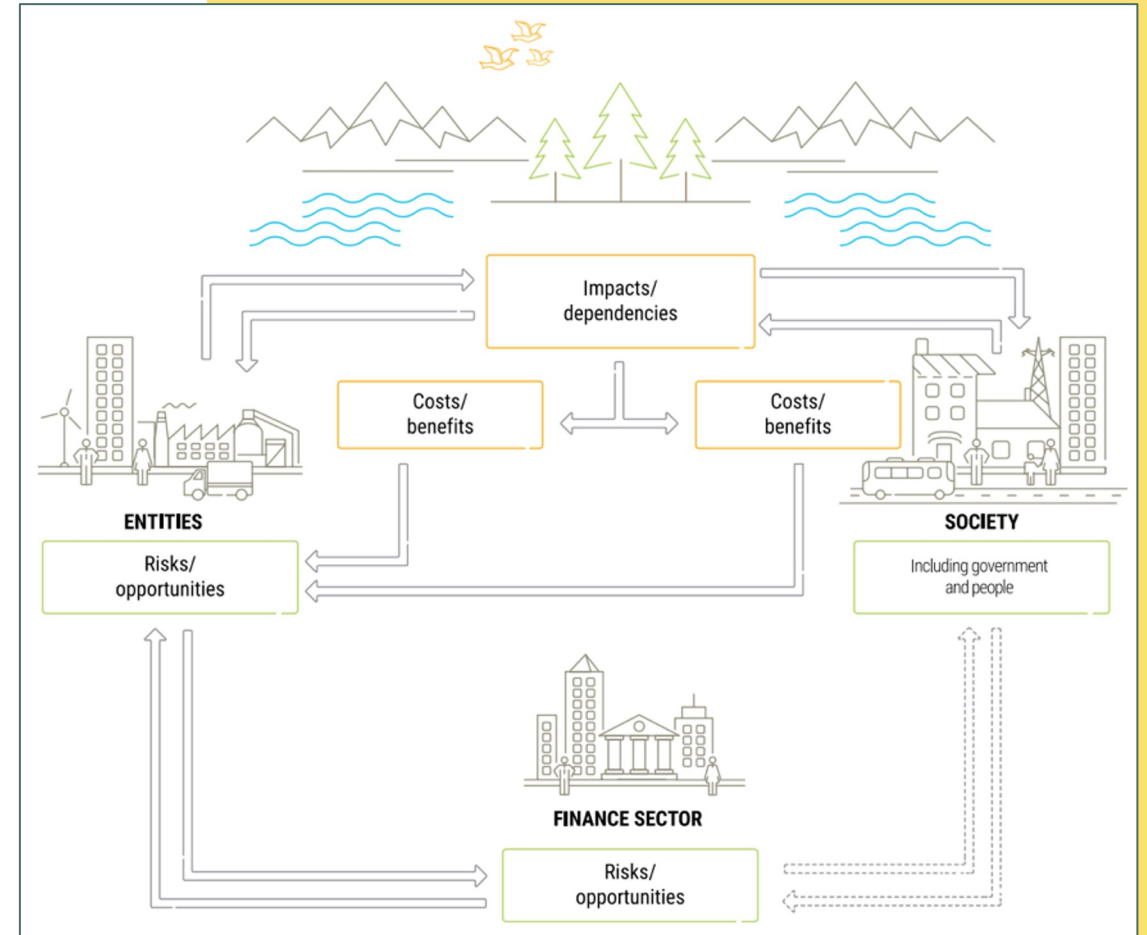 Impacts/
dependencies
Costs/
benefits
Costs/
benefits
ENTITIES
Risks/
opportunities
SOCIETY
Including government
and people
FINANCE SECTOR
Risks/
opportunities